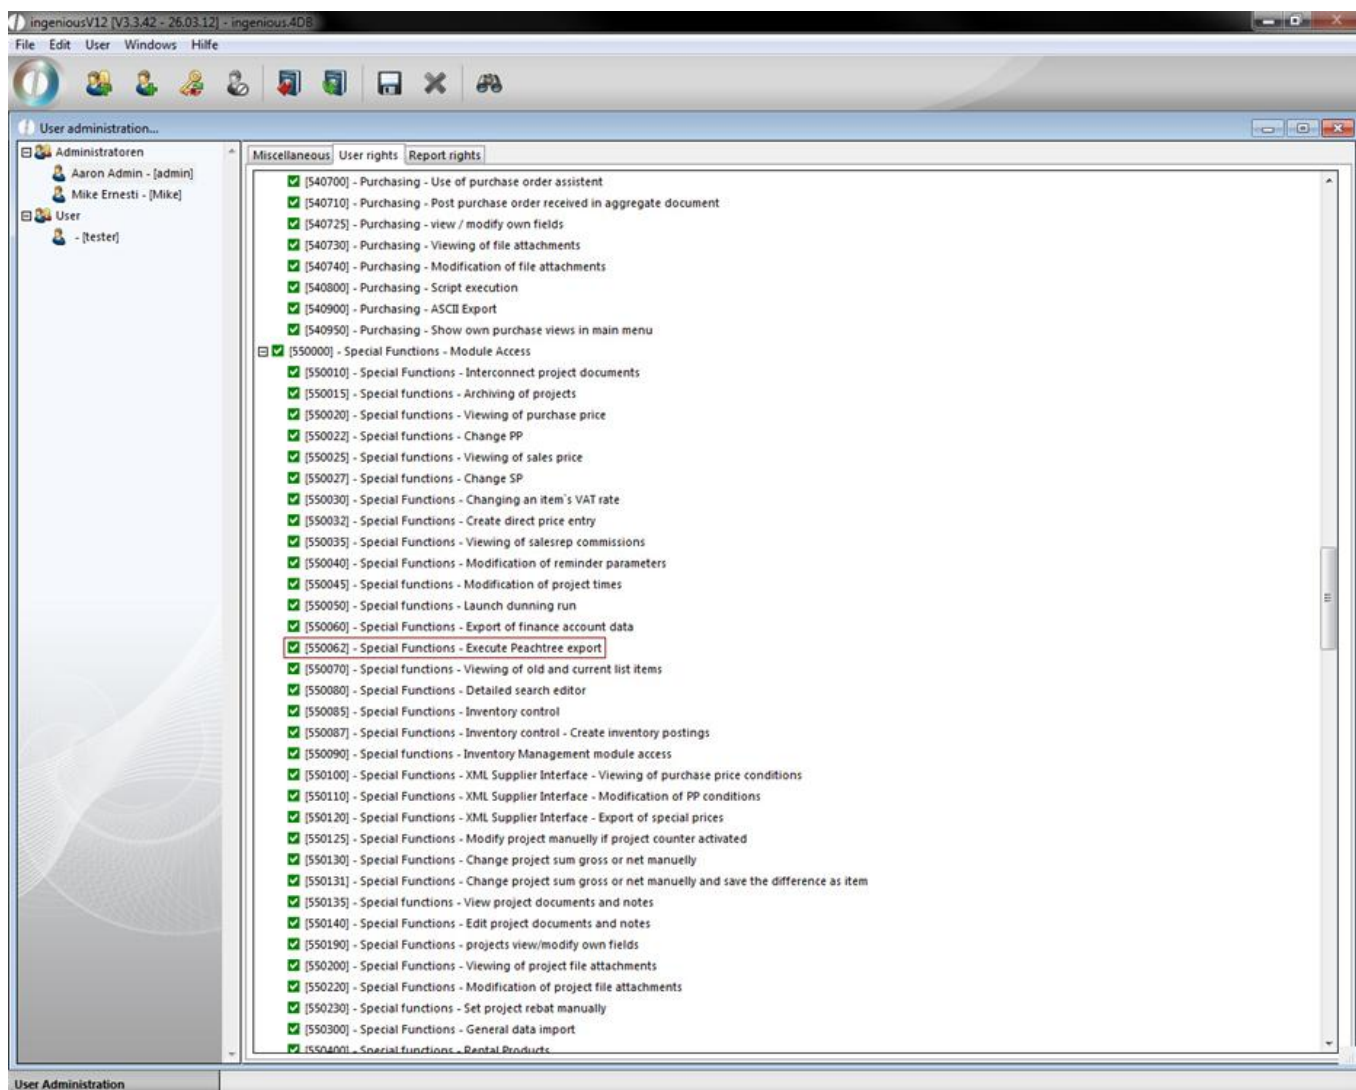 ingeniousV12 [V3.3.42 - 26.03.12] - ingenious.4DB
File Edit User Windows Hilfe
User administration...
Administratoren
Aaron Admin - [admin]
Mike Ernesti - [Mike]
User
- [tester]
Miscellaneous User rights Report rights
[540700] - Purchasing - Use of purchase order assistent
[540710] - Purchasing - Post purchase order received in aggregate document
[540725] - Purchasing - view / modify own fields
[540730] - Purchasing - Viewing of file attachments
[540740] - Purchasing - Modification of file attachments
[540800] - Purchasing - Script execution
[540900] - Purchasing - ASCII Export
[540950] - Purchasing - Show own purchase views in main menu
[550000] - Special Functions - Module Access
[550010] - Special Functions - Interconnect project documents
[550015] - Special functions - Archiving of projects
[550020] - Special functions - Viewing of purchase price
[550022] - Special functions - Change PP
[550025] - Special functions - Viewing of sales price
[550027] - Special functions - Change SP
[550030] - Special Functions - Changing an item`s VAT rate
[550032] - Special Functions - Create direct price entry
[550035] - Special Functions - Viewing of salesrep commissions
[550040] - Special Functions - Modification of reminder parameters
[550045] - Special Functions - Modification of project times
[550050] - Special functions - Launch dunning run
[550060] - Special Functions - Export of finance account data
[550062] - Special Functions - Execute Peachtree export
[550070] - Special functions - Viewing of old and current list items
[550080] - Special Functions - Detailed search editor
[550085] - Special Functions - Inventory control
[550087] - Special Functions - Inventory control - Create inventory postings
[550090] - Special functions - Inventory Management module access
[550100] - Special Functions - XML Supplier Interface - Viewing of purchase price conditions
[550110] - Special Functions - XML Supplier Interface - Modification of PP conditions
[550120] - Special Functions - XML Supplier Interface - Export of special prices
[550125] - Special Functions - Modify project manuelly if project counter activated
[550130] - Special Functions - Change project sum gross or net manuelly
[550131] - Special Functions - Change project sum gross or net manuelly and save the difference as item
[550135] - Special functions - View project documents and notes
[550140] - Special Functions - Edit project documents and notes
[550190] - Special Functions - projects view/modify own fields
[550200] - Special Functions - Viewing of project file attachments
[550220] - Special Functions - Modification of project file attachments
[550230] - Special functions - Set project rebat manually
[550300] - Special Functions - General data import
[550400] - Special functions - Rental Products
User Administration